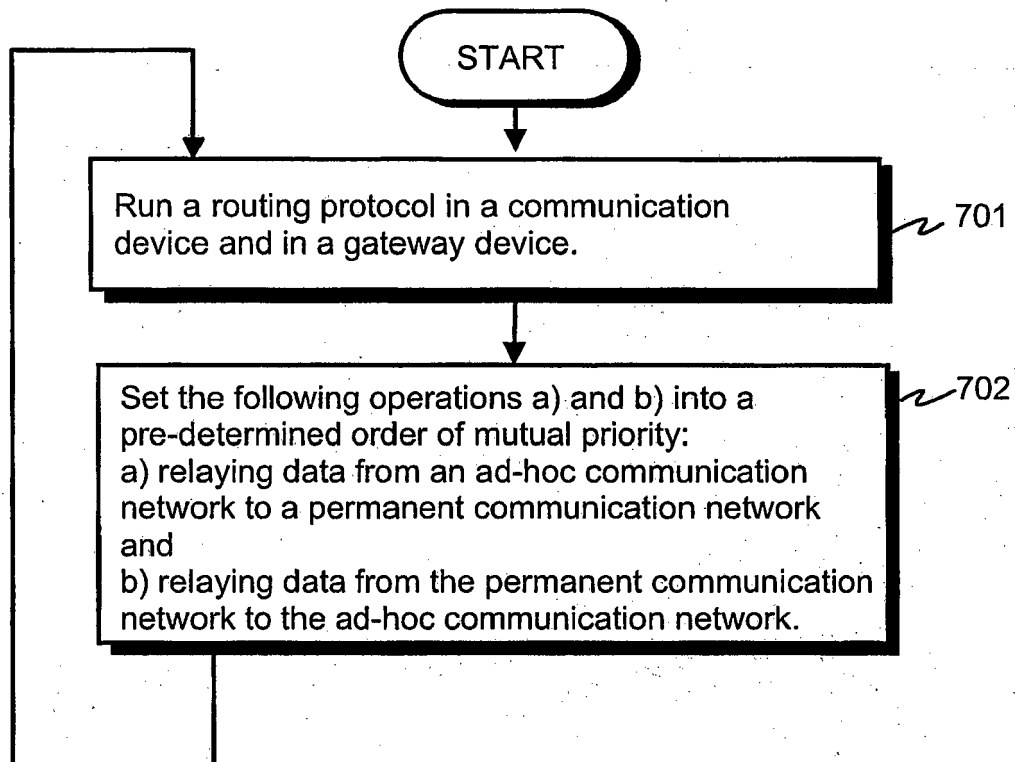 START
Run a routing protocol in a communication
device and in a gateway device.
701
Set the following operations a) and b) into a
pre-determined order of mutual priority:
a) relaying data from an ad-hoc communication
network to a permanent communication network
and
b) relaying data from the permanent communication
network to the ad-hoc communication network.
702